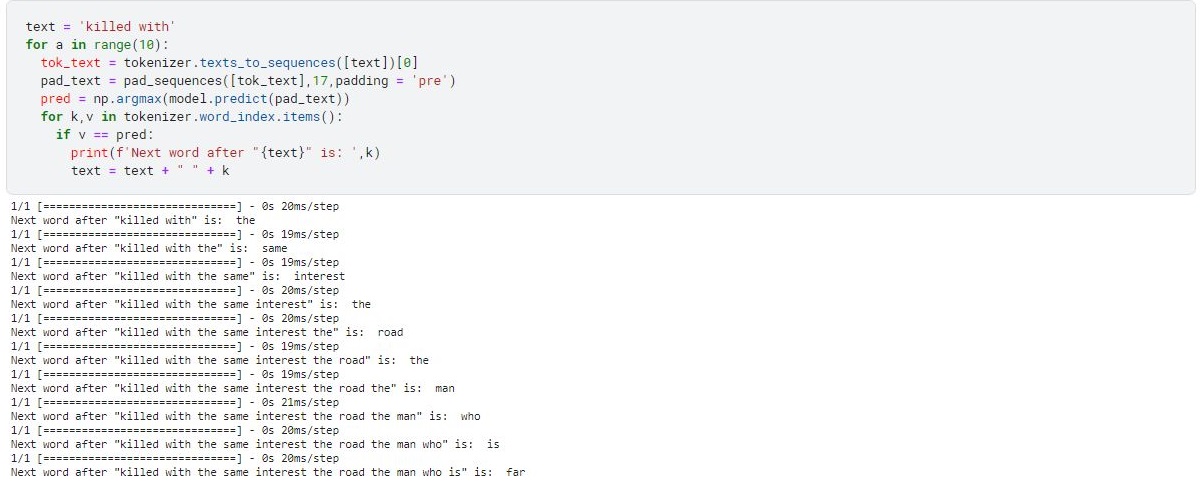 text = 'killed with'
for a in range(10):
  tok_text = tokenizer.texts_to_sequences([text])[0]
  pad_text = pad_sequences([tok_text],17,padding = 'pre')
  pred = np.argmax(model.predict(pad_text))
  for k,v in tokenizer.word_index.items():
    if v == pred:
      print(f'Next word after "{text}" is: ',k)
      text = text + " " + k
1/1 [==============================] - 0s 20ms/step
Next word after "killed with" is:  the
1/1 [==============================] - 0s 19ms/step
Next word after "killed with the" is:  same
1/1 [==============================] - 0s 19ms/step
Next word after "killed with the same" is:  interest
1/1 [==============================] - 0s 20ms/step
Next word after "killed with the same interest" is:  the
1/1 [==============================] - 0s 20ms/step
Next word after "killed with the same interest the" is:  road
1/1 [==============================] - 0s 19ms/step
Next word after "killed with the same interest the road" is:  the
1/1 [==============================] - 0s 19ms/step
Next word after "killed with the same interest the road the" is:  man
1/1 [==============================] - 0s 21ms/step
Next word after "killed with the same interest the road the man" is:  who
1/1 [==============================] - 0s 20ms/step
Next word after "killed with the same interest the road the man who" is:  is
1/1 [==============================] - 0s 20ms/step
Next word after "killed with the same interest the road the man who is" is:  far